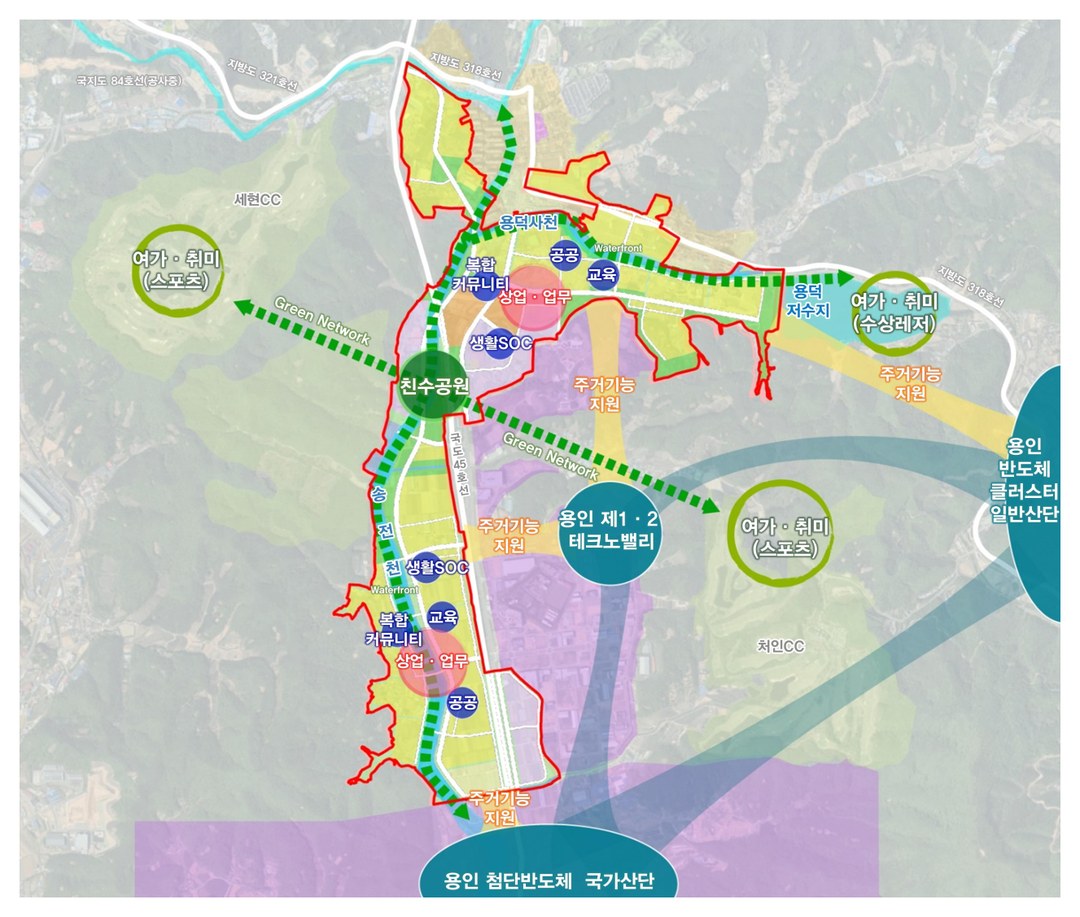 지방도 321호선
지방도 318호선
국지도 84호선(공사중)
세현CC
여가 · 취미
(스포츠)
용덕사천
Waterfront
공공
교육
복합
커뮤니티
상업 · 업무
용덕
저수지
지방도 318호선
여가 · 취미
(수상레저)
Green Network
생활SOC
친수공원
주거기능
지원
주거기능
지원
국도45호선
Green Network
용인
반도체
클러스터
일반산단
송전천
주거기능
지원
용인 제1 · 2
테크노밸리
여가 · 취미
(스포츠)
생활SOC
Waterfront
복합
커뮤니티
교육
상업 · 업무
처인CC
공공
주거기능
지원
용인 첨단반도체 국가산단